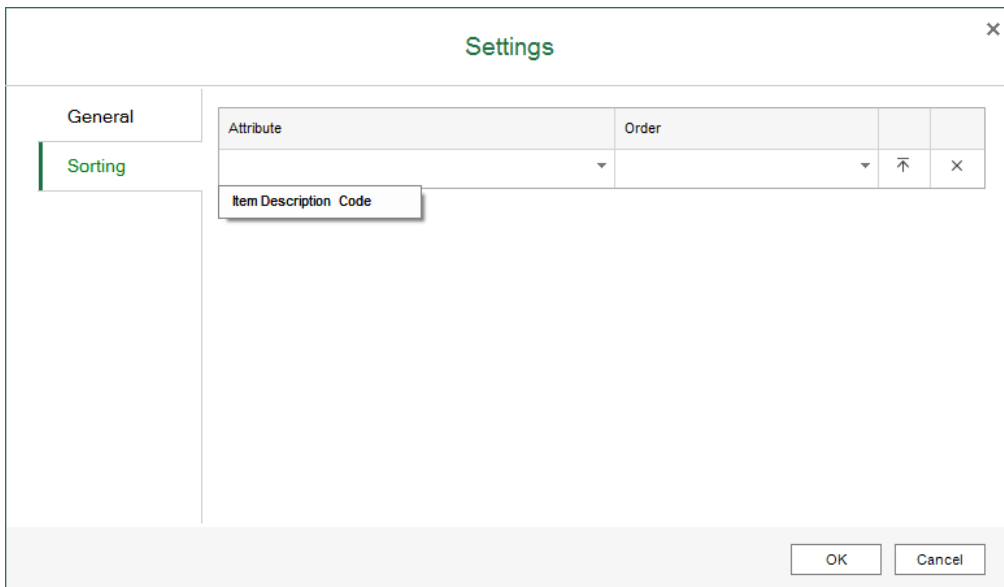 Settings
General
Sorting
Attribute Order
Item Description Code
OK Cancel